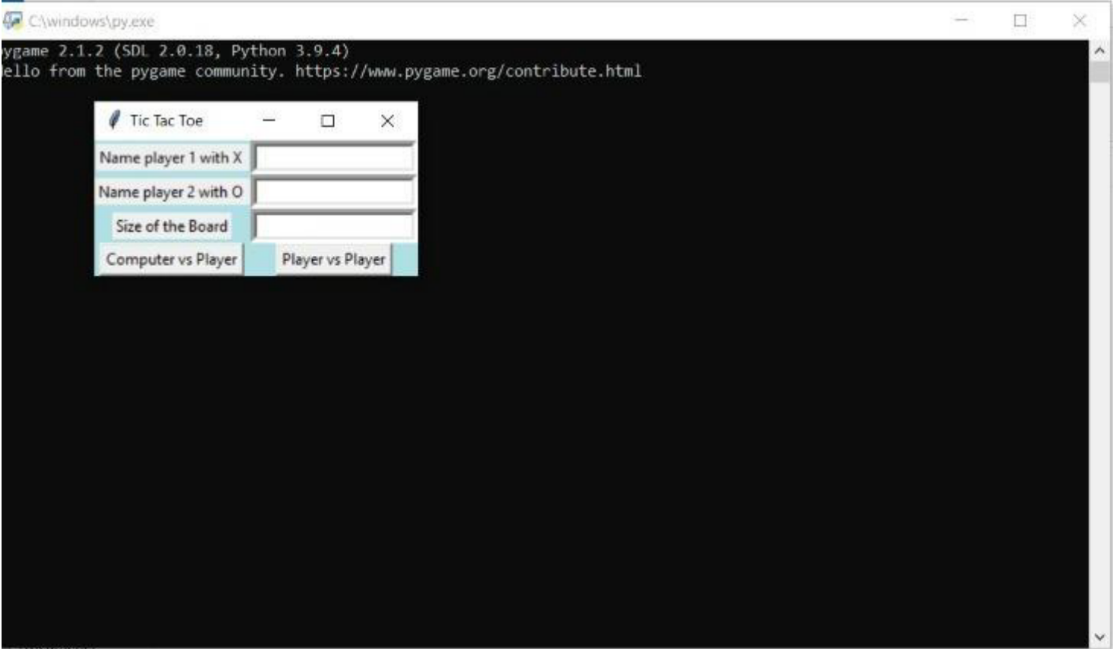 C:\windows\py.exe
ygame 2.1.2 (SDL 2.0.18, Python 3.9.4)
ello from the pygame community. https://www.pygame.org/contribute.html
Tic Tac Toe
Name player 1 with X
Name player 2 with O
Size of the Board
Computer vs Player Player vs Player